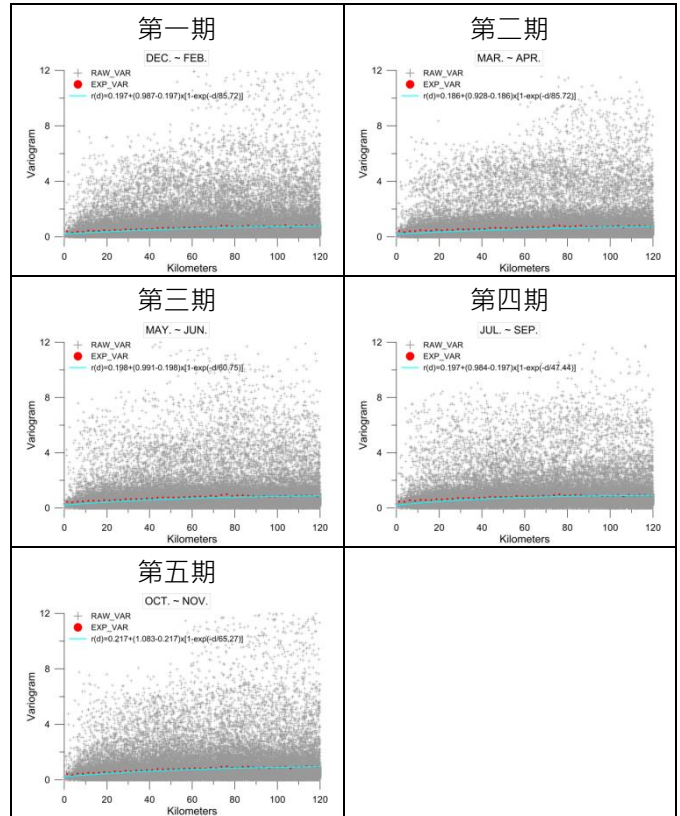 第一期
DEC. ~ FEB.
RAW_VAR
EXP_VAR
r(d)=0.197+(0.987-0.197)x[1-exp(-d/85.72)]
Variogram
12
8
4
0
0 20 40 60 80 100 120
Kilometers
第二期
MAR. ~ APR.
RAW_VAR
EXP_VAR
r(d)=0.186+(0.928-0.186)x[1-exp(-d/85.72)]
Variogram
12
8
4
0
0 20 40 60 80 100 120
Kilometers
第三期
MAY. ~ JUN.
RAW_VAR
EXP_VAR
r(d)=0.198+(0.991-0.198)x[1-exp(-d/60.75)]
Variogram
12
8
4
0
0 20 40 60 80 100 120
Kilometers
第四期
JUL. ~ SEP.
RAW_VAR
EXP_VAR
r(d)=0.197+(0.984-0.197)x[1-exp(-d/47.44)]
Variogram
12
8
4
0
0 20 40 60 80 100 120
Kilometers
第五期
OCT. ~ NOV.
RAW_VAR
EXP_VAR
r(d)=0.217+(1.083-0.217)x[1-exp(-d/65.27)]
Variogram
12
8
4
0
0 20 40 60 80 100 120
Kilometers